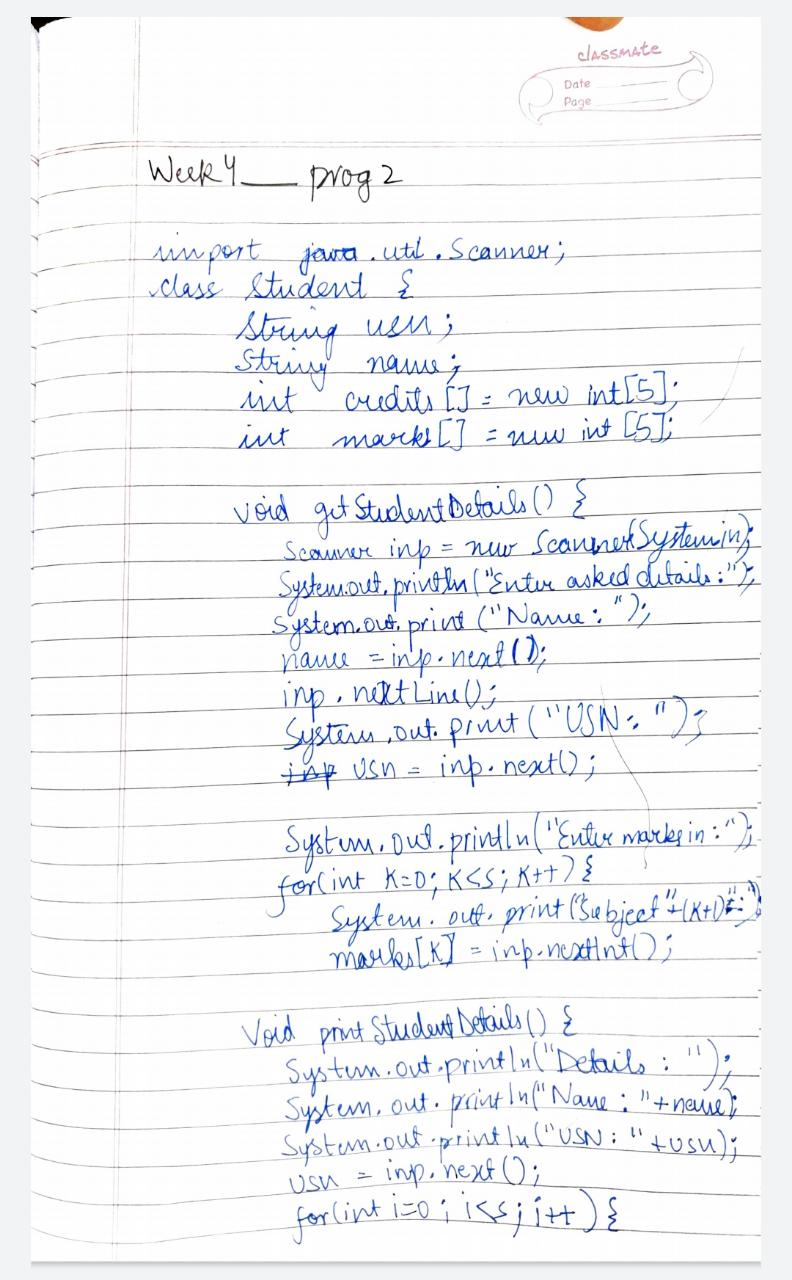 classmate
Date
Page
Week 4 __ prog 2
import java.util.Scanner;
class Student {
String usn;
String name;
int credits [] = new int[5];
int marks[] = new int [5];
void getStudentDetails() {
Scanner inp = new Scanner(System.in);
System.out.println("Enter asked details:");
System.out.print ("Name: ");
name = inp.next();
inp.nextLine();
System.out.print ("USN: ");
inp usn = inp.next();
System.out.println("Enter marks in:");
for(int K=0; K<5; K++) {
System.out.print("Subject"+(K+1)+":")
marks[K] = inp.nextInt();
Void printStudentDetails() {
System.out.println("Details : ");
System.out.println("Name : "+name);
System.out.println("USN: "+usn);
usn = inp.next();
for(int i=0; i<5; i++) {